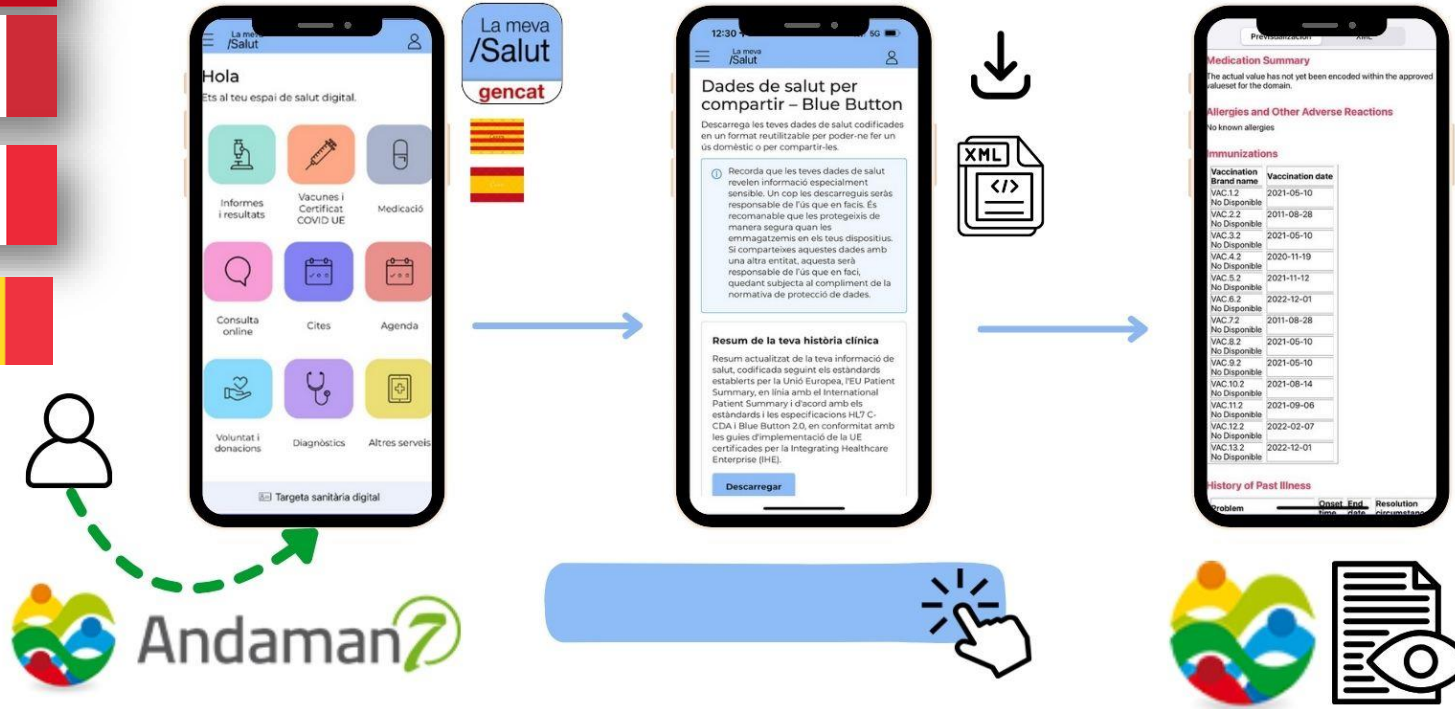 La meva
/Salut
Hola
Ets al teu espai de salut digital.
Informes
i resultats
Vacunes i
Certificat
COVID UE
Medicació
Consulta
online
Cites
Agenda
Voluntat i
donacions
Diagnòstics
Altres serveis
Targeta sanitària digital
La meva
/Salut
gencat
12:30
5G
La meva
/Salut
Dades de salut per
compartir – Blue Button
Descarrega les teves dades de salut codificades
en un format reutilitzable per poder-ne fer un
ús domèstic o per compartir-les.
Recorda que les teves dades de salut
revelen informació especialment
sensible. Un cop les descarreguis seràs
responsable de l'ús que en facis. És
recomanable que les protegeixis de
manera segura quan les
emmagatzemis en els teus dispositius.
Si comparteixes aquestes dades amb
una altra entitat, aquesta serà
responsable de l'ús que en faci,
quedant subjecta al compliment de la
normativa de protecció de dades.
Resum de la teva història clínica
Resum actualitzat de la teva informació de
salut, codificada seguint els estàndards
establerts per la Unió Europea, l'EU Patient
Summary, en línia amb el International
Patient Summary i d'acord amb els
estàndards i les especificacions HL7 C-
CDA i Blue Button 2.0, en conformitat amb
les guies d'implementació de la UE
certificades per la Integrating Healthcare
Enterprise (IHE).
Descarregar
XML
</>
Previsualización
XML
Medication Summary
The actual value has not yet been encoded within the approved
valueset for the domain.
Allergies and Other Adverse Reactions
No known allergies
Immunizations
Vaccination
Brand name
Vaccination date
VAC.1.2
No Disponible
2021-05-10
VAC.2.2
No Disponible
2011-08-28
VAC.3.2
No Disponible
2021-05-10
VAC.4.2
No Disponible
2020-11-19
VAC.5.2
No Disponible
2021-11-12
VAC.6.2
No Disponible
2022-12-01
VAC.7.2
No Disponible
2011-08-28
VAC.8.2
No Disponible
2021-05-10
VAC.9.2
No Disponible
2021-05-10
VAC.10.2
No Disponible
2021-08-14
VAC.11.2
No Disponible
2021-09-06
VAC.12.2
No Disponible
2022-02-07
VAC.13.2
No Disponible
2022-12-01
History of Past Illness
Problem
Onset
time
End
date
Resolution
circumstanc
Andaman7